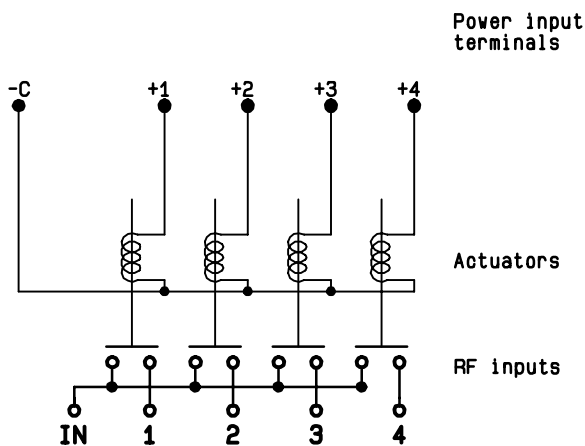 Power input
terminals
-C +1 +2 +3 +4
Actuators
RF inputs
IN 1 2 3 4